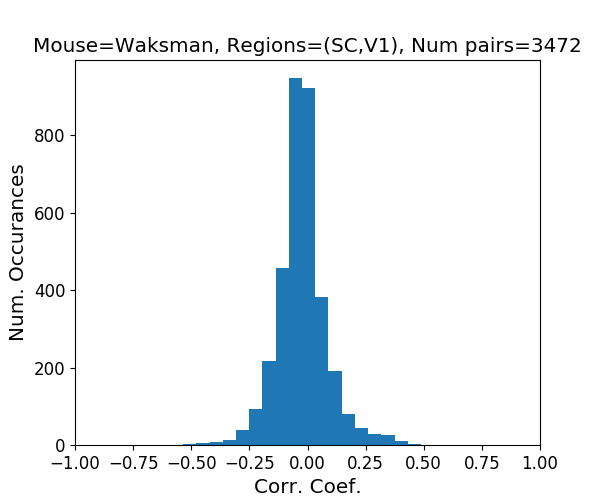 Mouse=Waksman, Regions=(SC,V1), Num pairs=3472
Num. Occurances
800
600
400
200
0
−1.00 −0.75 −0.50 −0.25 0.00 0.25 0.50 0.75 1.00
Corr. Coef.